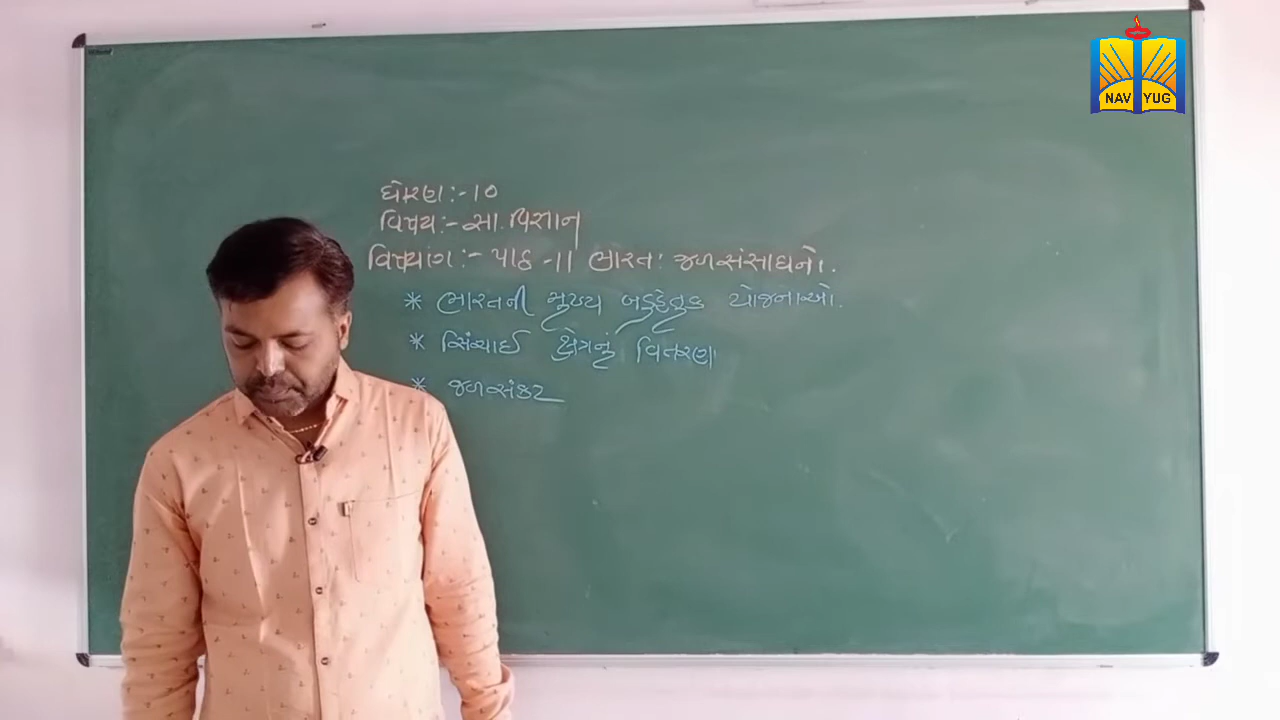 ધોરણ:-10
વિષય:- સા. વિજ્ઞાન
વિષયાંગ:- પાઠ -11 ભારત: જળસંસાધનો.
* ભારતની મુખ્ય બહુહેતુક યોજનાઓ.
* સિંચાઈ ક્ષેત્રનું વિતરણ
* જળસંકટ
NAV YUG